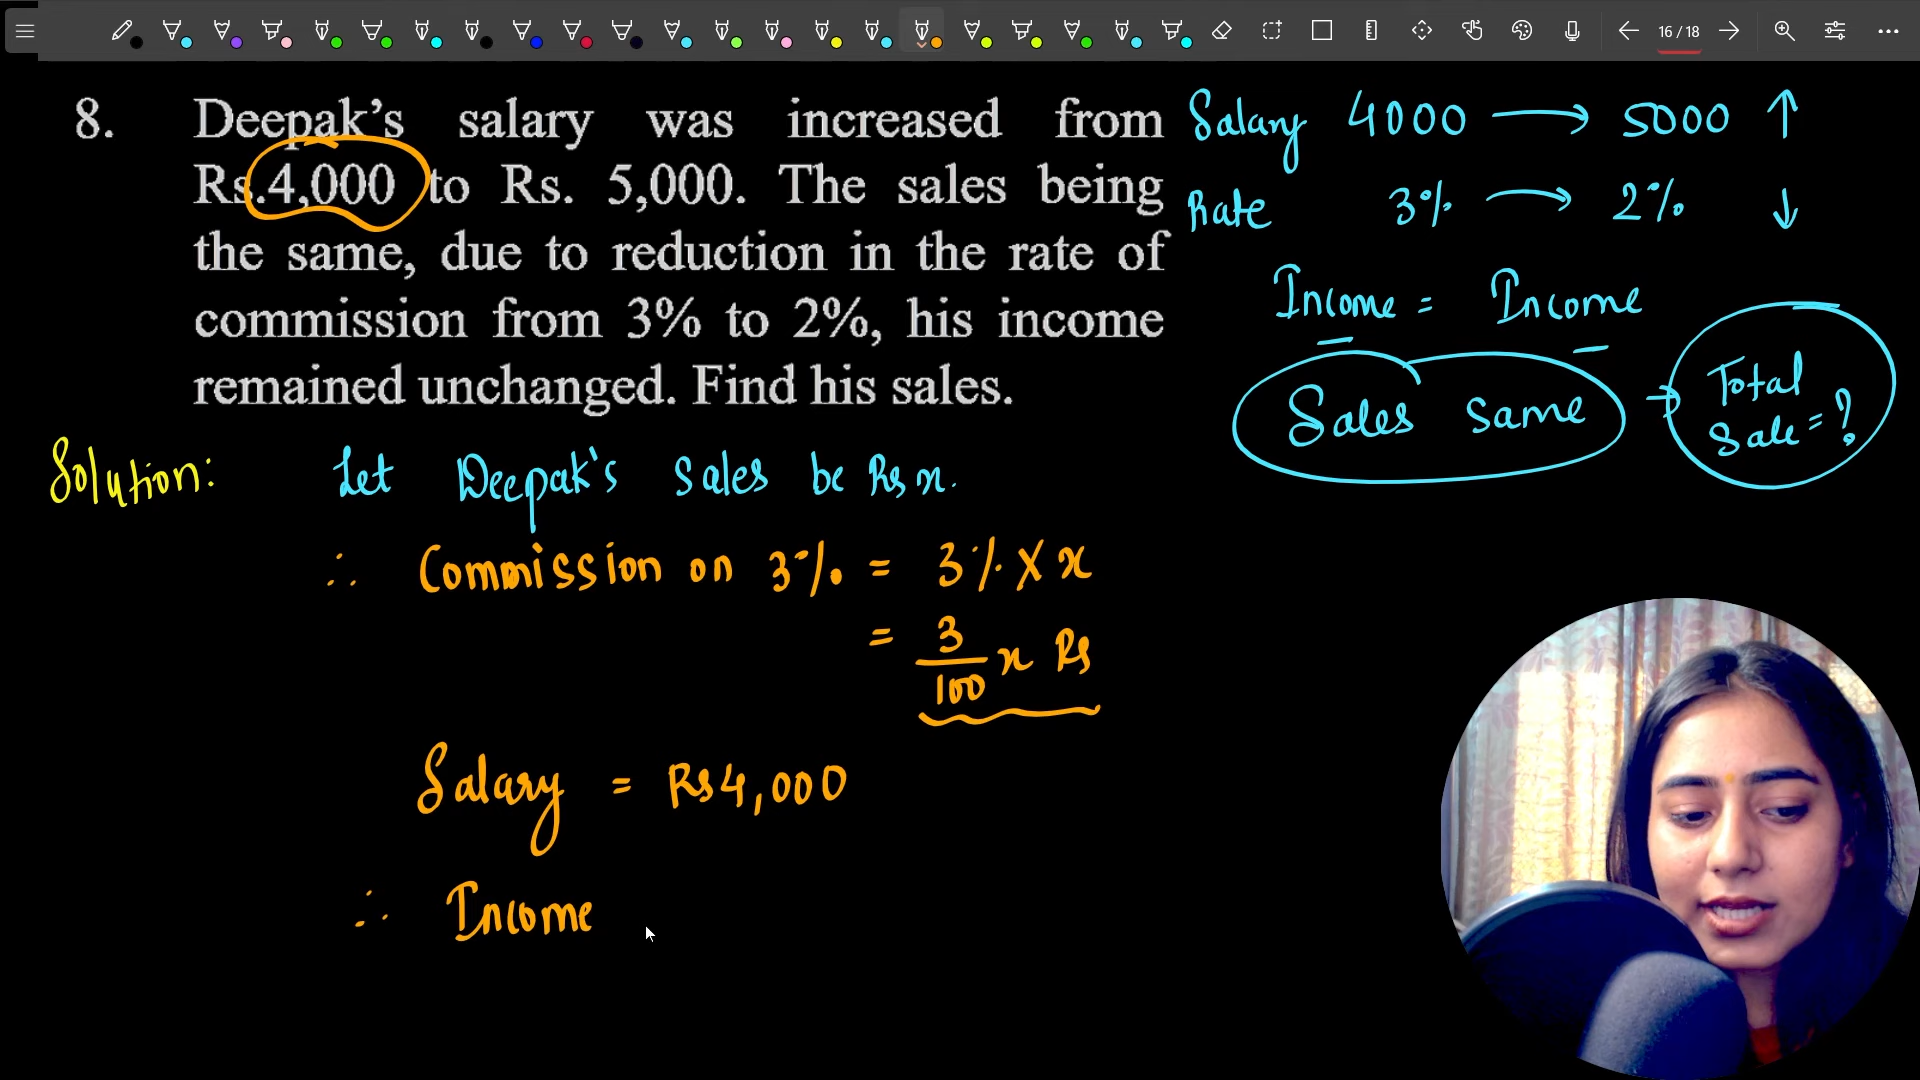 16 / 18
8. Deepak’s salary was increased from
Rs.4,000 to Rs. 5,000. The sales being
the same, due to reduction in the rate of
commission from 3% to 2%, his income
remained unchanged. Find his sales.
Salary 4000 → 5000 ↑
Rate 3% → 2% ↓
Income = Income
Sales same → Total
Sale = ?
Solution: Let Deepak's sales be Rs x.
∴ Commission on 3% = 3% X x
= 3/100 x Rs
Salary = Rs 4,000
∴ Income